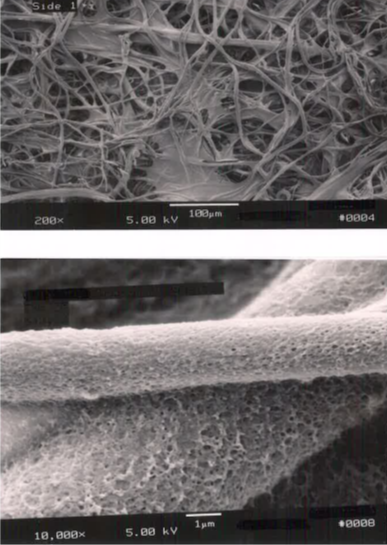 Side 1
200× 5.00 kV 100µm #0004
10,000× 5.00 kV 1µm #0008